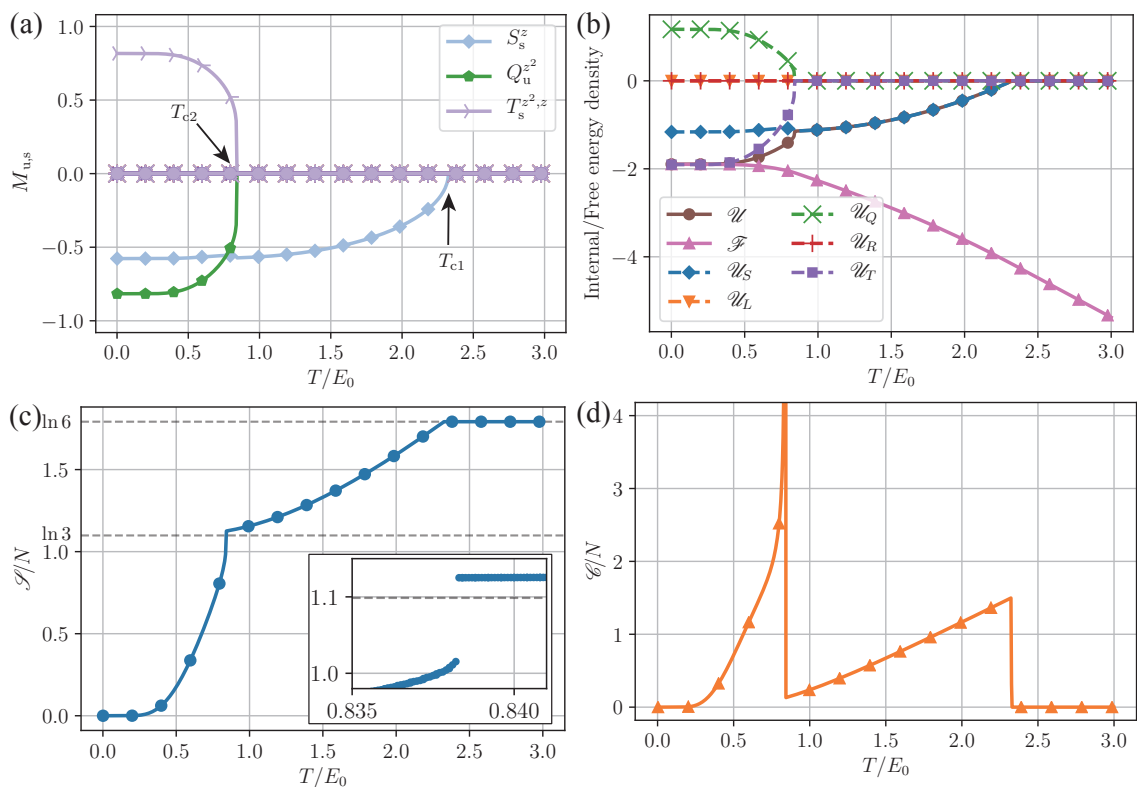 (a)
1.0
0.5
0.0
−0.5
−1.0
M_{u,s}
S_s^z
Q_u^{z^2}
T_s^{z^2,z}
T_{c2}
T_{c1}
0.0 0.5 1.0 1.5 2.0 2.5 3.0
T/E_0
(b)
0
−2
−4
Internal/Free energy density
𝒰 𝒰_Q
ℱ 𝒰_R
𝒰_S 𝒰_T
𝒰_L
0.0 0.5 1.0 1.5 2.0 2.5 3.0
T/E_0
(c)
ln 6
1.5
ln 3
1.0
0.5
0.0
𝒮/N
1.1
1.0
0.835 0.840
0.0 0.5 1.0 1.5 2.0 2.5 3.0
T/E_0
(d)
4
3
2
1
0
𝒞/N
0.0 0.5 1.0 1.5 2.0 2.5 3.0
T/E_0